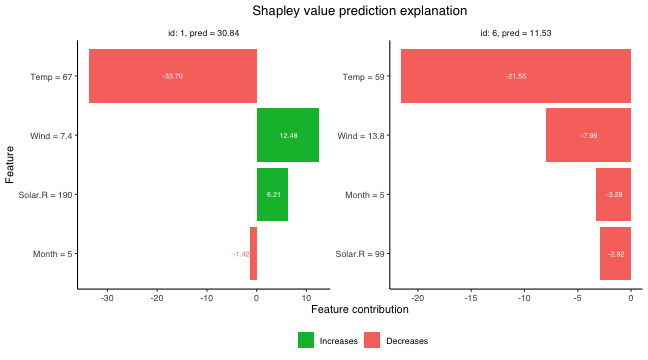 Shapley value prediction explanation
id: 1, pred = 30.84
id: 6, pred = 11.53
Feature
Temp = 67
-33.70
Wind = 7.4
12.48
Solar.R = 190
6.21
Month = 5
-1.42
-30
-20
-10
0
10
Temp = 59
-21.55
Wind = 13.8
-7.99
Month = 5
-3.28
Solar.R = 99
-2.92
-20
-15
-10
-5
0
Feature contribution
Increases
Decreases